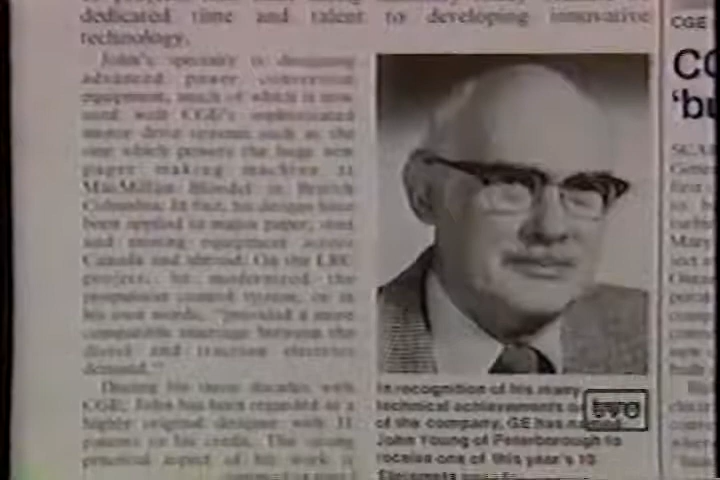 dedicated time and talent to developing innovative
technology.
John's specialty is designing
advanced power conversion
equipment, much of which is now
used with CGE's sophisticated
motor drive systems such as the
one which powers the huge new
paper making machine at
MacMillan Bloedel in British
Columbia. In fact, his designs have
been applied in major paper, steel
and mining equipment across
Canada and abroad. On the LRC
project, he modernized the
propulsion control system, or in
his own words, "provided a more
compatible marriage between the
diesel and traction electrics
demand."
During his three decades with
CGE, John has been regarded as a
highly original designer with 11
patents to his credit. The
practical aspect of his work is
In recognition of his many
technical achievements
of the company, GE has named
John Young of Peterborough to
receive one of this year's 10
tvo
CGE
CG
'bu